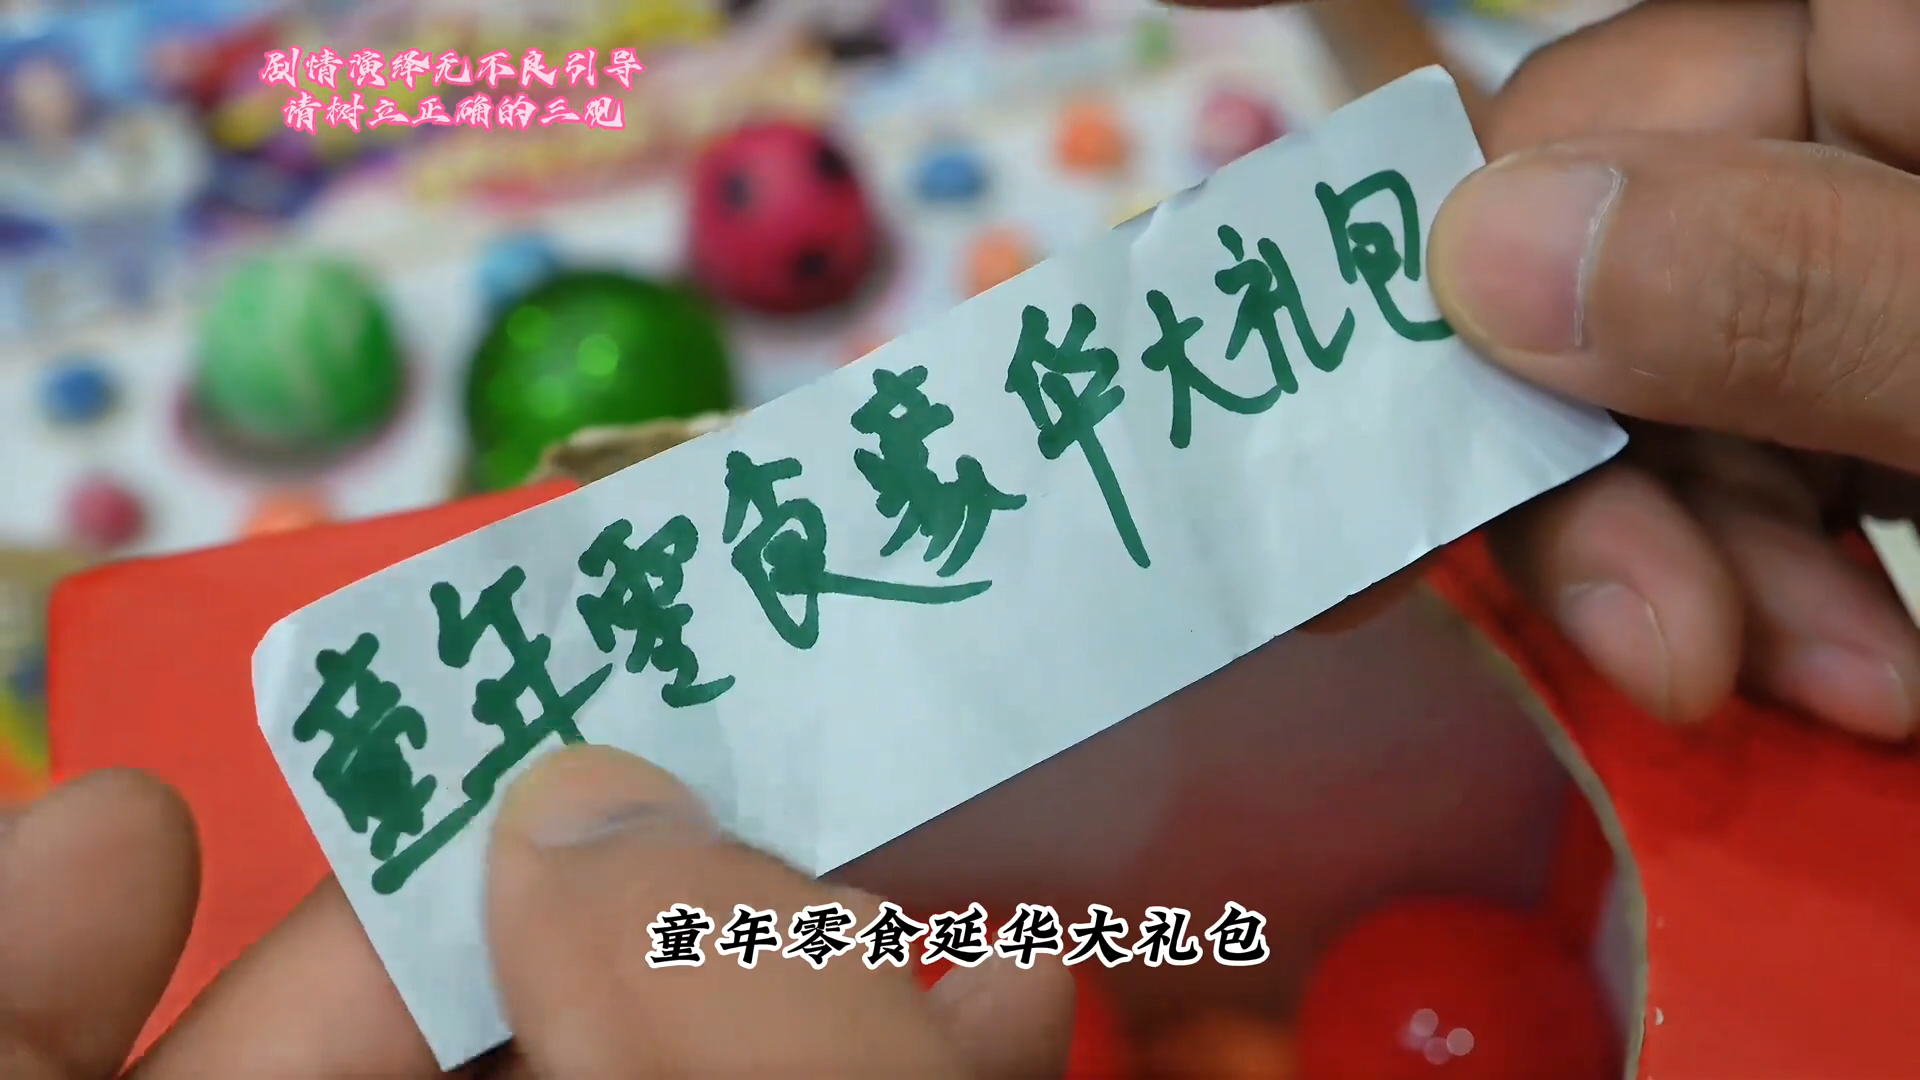 剧情演绎无不良引导
请树立正确的三观
童年零食豪华大礼包
童年零食延华大礼包